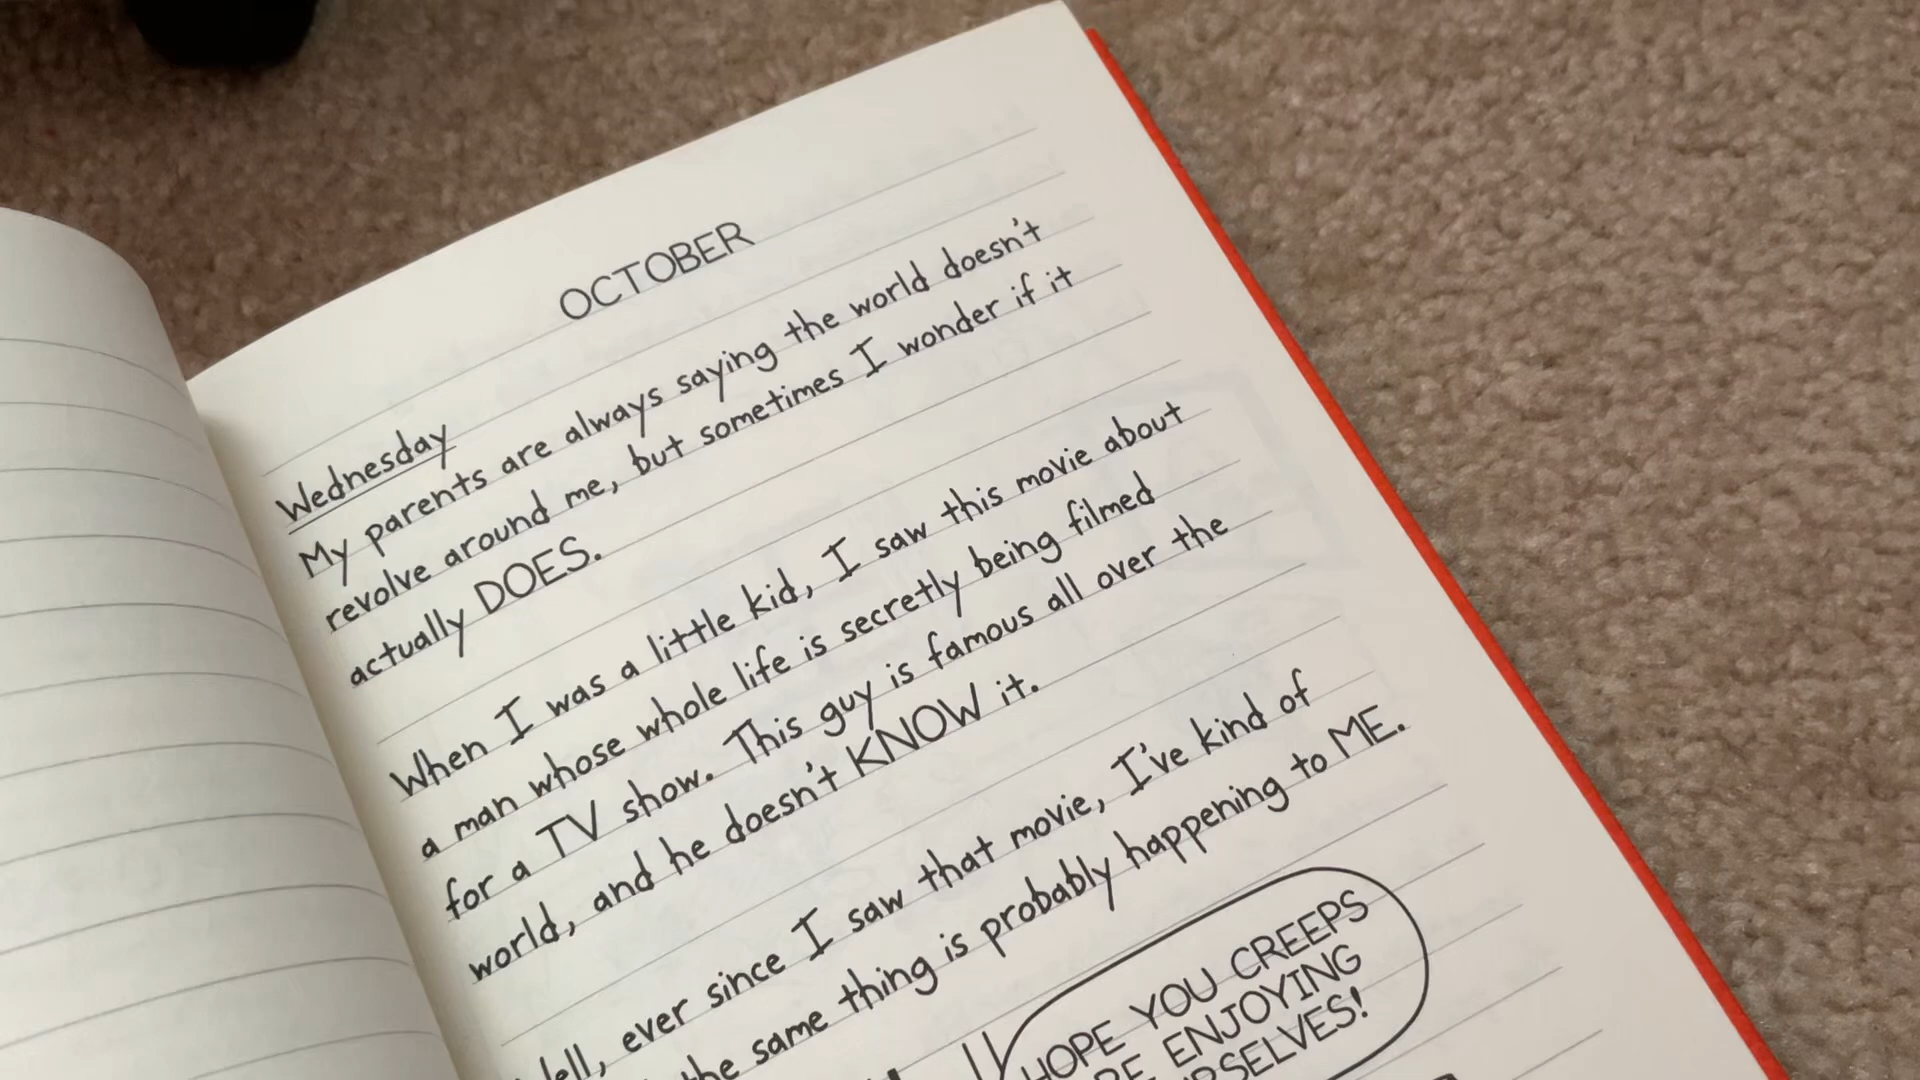 OCTOBER
Wednesday
My parents are always saying the world doesn't
revolve around me, but sometimes I wonder if it
actually DOES.
When I was a little kid, I saw this movie about
a man whose whole life is secretly being filmed
for a TV show. This guy is famous all over the
world, and he doesn't KNOW it.
ever since I saw that movie, I've kind of
the same thing is probably happening to ME.
HOPE YOU CREEPS
ENJOYING